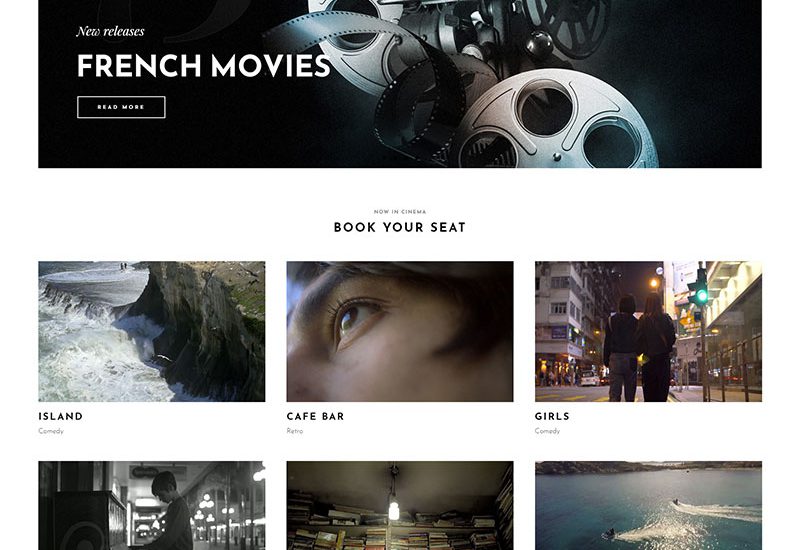 New releases
FRENCH MOVIES
READ MORE
NOW IN CINEMA
BOOK YOUR SEAT
ISLAND
Comedy
CAFE BAR
Retro
GIRLS
Comedy